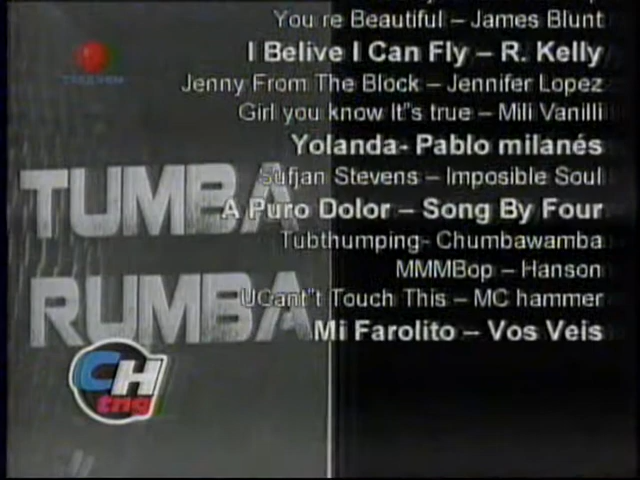 You re Beautiful – James Blunt
I Belive I Can Fly – R. Kelly
TELEVEN
Jenny From The Block – Jennifer Lopez
Girl you know It"s true – Mili Vanilli
Yolanda- Pablo milanés
Sufjan Stevens – Imposible Soul
A Puro Dolor – Song By Four
Tubthumping- Chumbawamba
MMMBop – Hanson
UCant"t Touch This – MC hammer
Mi Farolito – Vos Veis
TUMBA
RUMBA
CH
tng